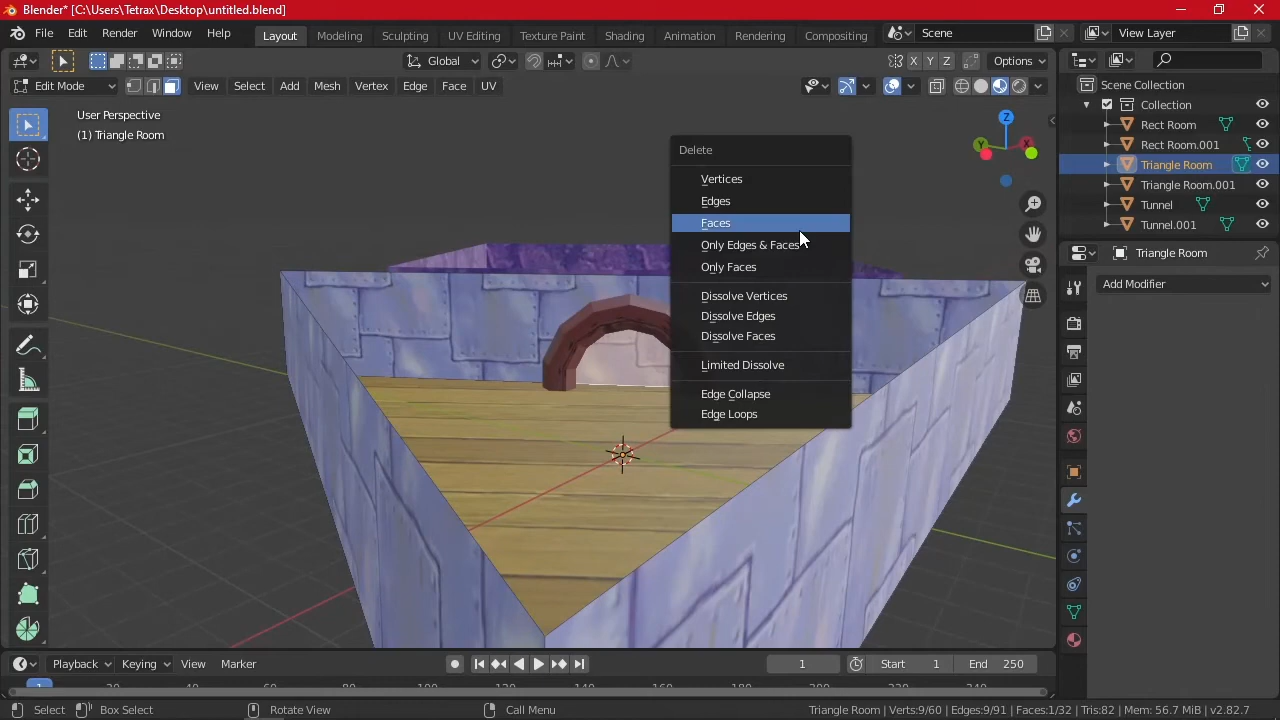 Blender* [C:\Users\Tetrax\Desktop\untitled.blend]
File Edit Render Window Help Layout Modeling Sculpting UV Editing Texture Paint Shading Animation Rendering Compositing Scene View Layer
Global X Y Z Options
Edit Mode View Select Add Mesh Vertex Edge Face UV
User Perspective
(1) Triangle Room
Z
Y
X
Delete
Vertices
Edges
Faces
Only Edges & Faces
Only Faces
Dissolve Vertices
Dissolve Edges
Dissolve Faces
Limited Dissolve
Edge Collapse
Edge Loops
Scene Collection
Collection
Rect Room
Rect Room.001
Triangle Room
Triangle Room.001
Tunnel
Tunnel.001
Triangle Room
Add Modifier
Playback Keying View Marker 1 Start 1 End 250
1
Select Box Select Rotate View Call Menu Triangle Room | Verts:9/60 | Edges:9/91 | Faces:1/32 | Tris:82 | Mem: 56.7 MiB | v2.82.7